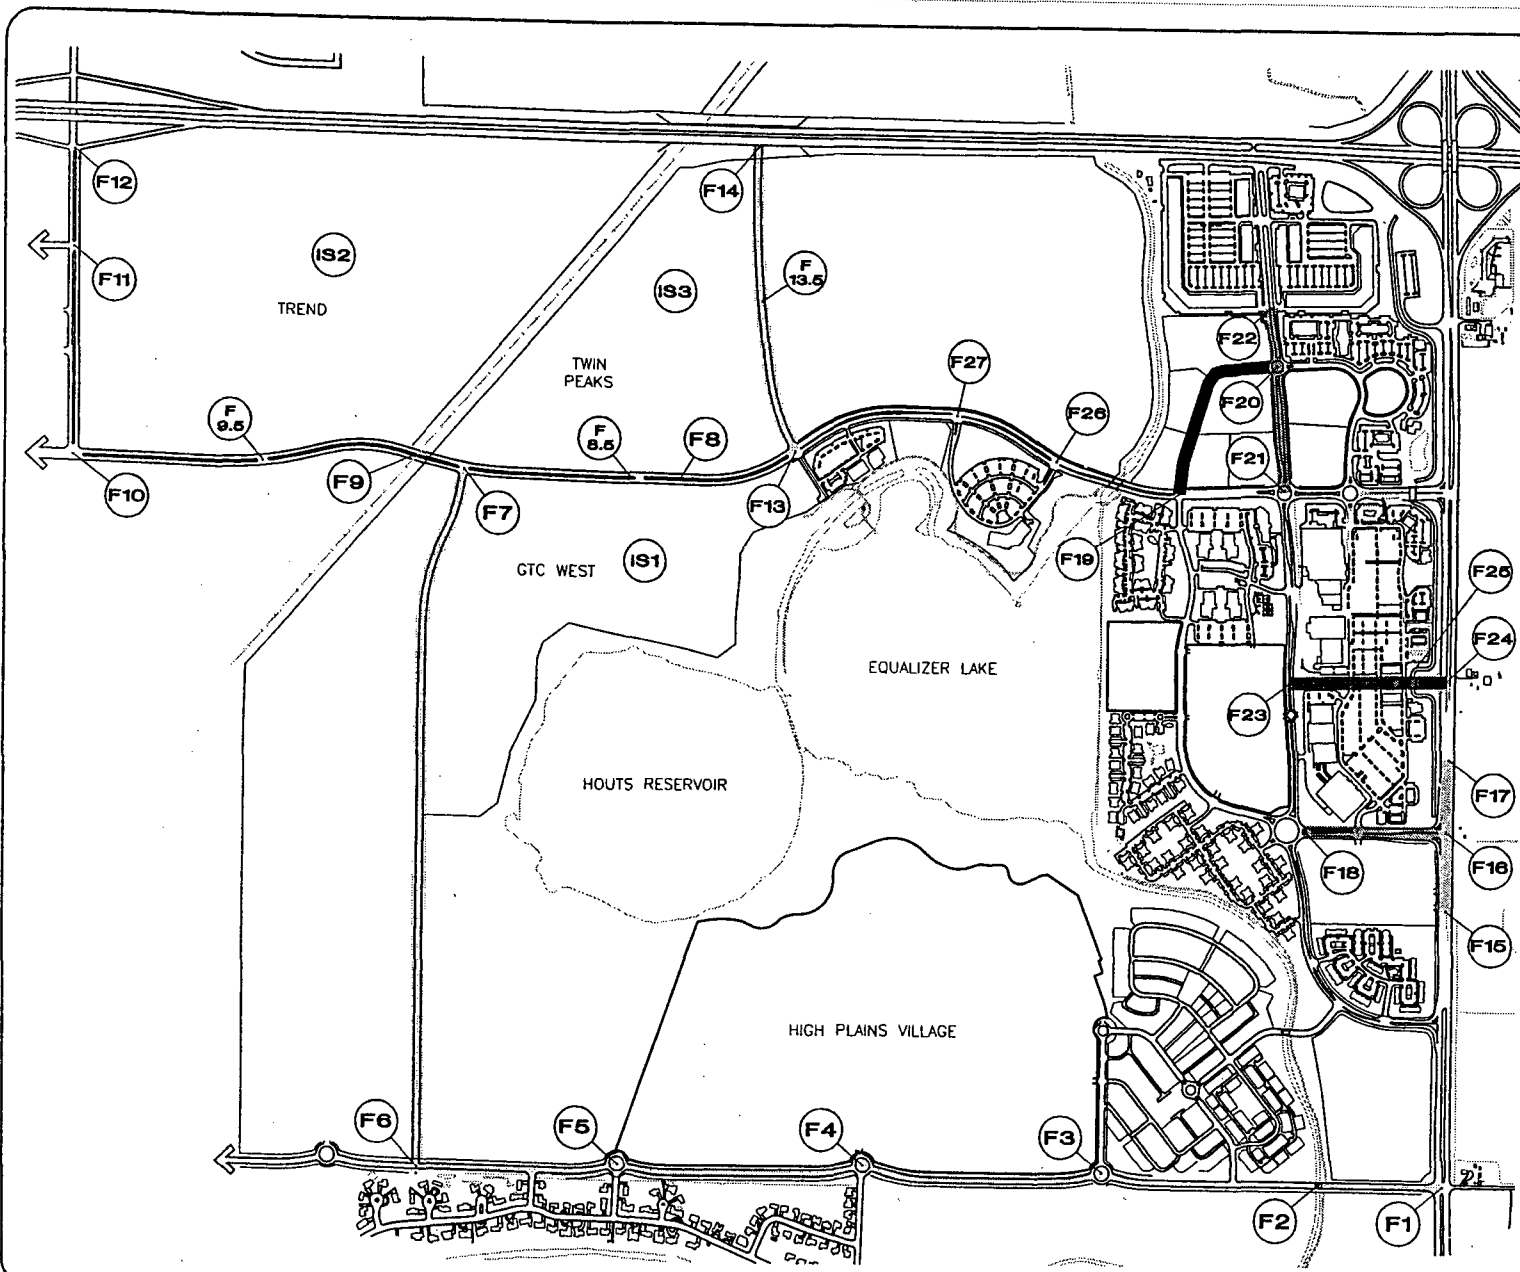 F12
F14
F11
IS2
F
13.5
IS3
TREND
F22
TWIN
PEAKS
F27
F20
F26
F
9.5
F
8.5
F8
F21
F10
F9
F7
F13
F19
GTC WEST
IS1
F25
F24
EQUALIZER LAKE
F23
HOUTS RESERVOIR
F17
F18
F16
F15
HIGH PLAINS VILLAGE
F6
F5
F4
F3
F2
F1